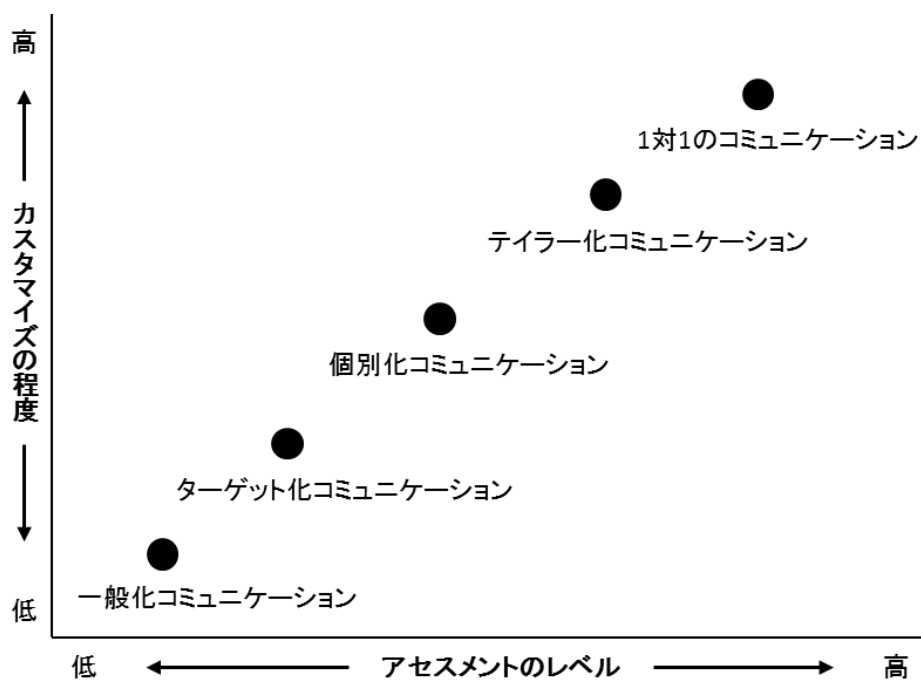 高
1対1のコミュニケーション
テイラー化コミュニケーション
カスタマイズの程度
個別化コミュニケーション
ターゲット化コミュニケーション
一般化コミュニケーション
低
低
アセスメントのレベル
高